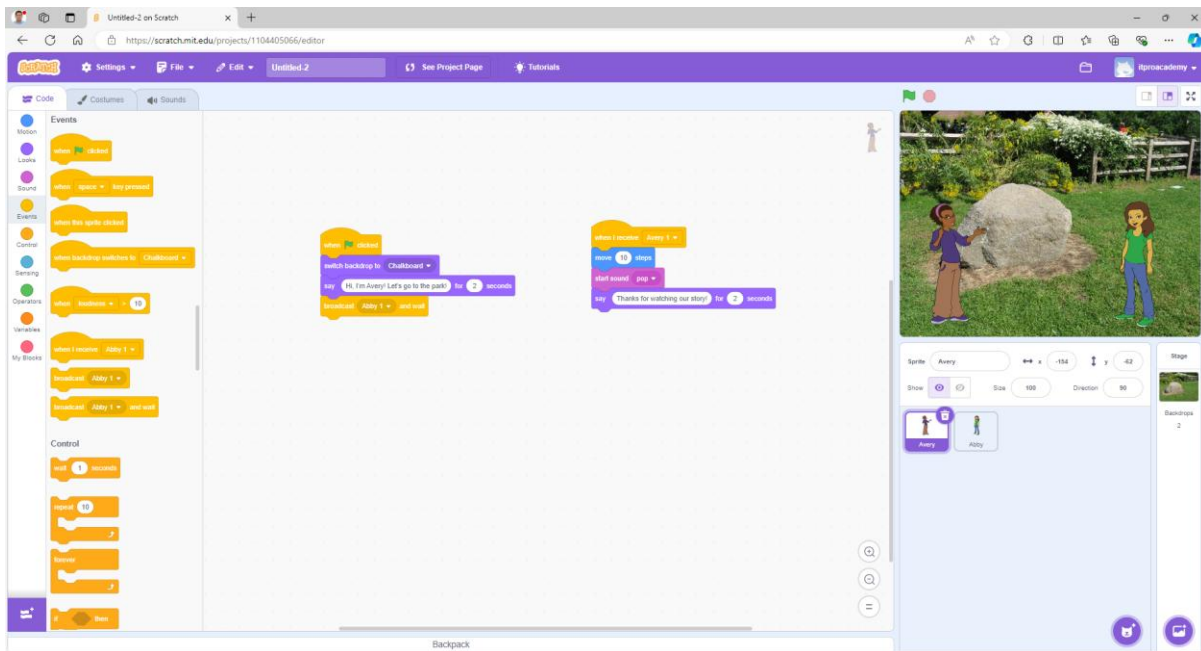 Untitled-2 on Scratch
https://scratch.mit.edu/projects/1104405066/editor
SCRATCH Settings File Edit Untitled-2 See Project Page Tutorials itproacademy
Code Costumes Sounds
Motion
Looks
Sound
Events
Control
Sensing
Operators
Variables
My Blocks
Events
when clicked
when space key pressed
when this sprite clicked
when backdrop switches to Chalkboard
when loudness > 10
when I receive Abby 1
broadcast Abby 1
broadcast Abby 1 and wait
Control
wait 1 seconds
repeat 10
forever
if then
when clicked
switch backdrop to Chalkboard
say Hi, I'm Avery! Let's go to the park! for 2 seconds
broadcast Abby 1 and wait
when I receive Avery 1
move 10 steps
start sound pop
say Thanks for watching our story! for 2 seconds
Sprite Avery x -154 y -62
Show Size 100 Direction 90
Avery Abby
Stage
Backdrops
2
Backpack